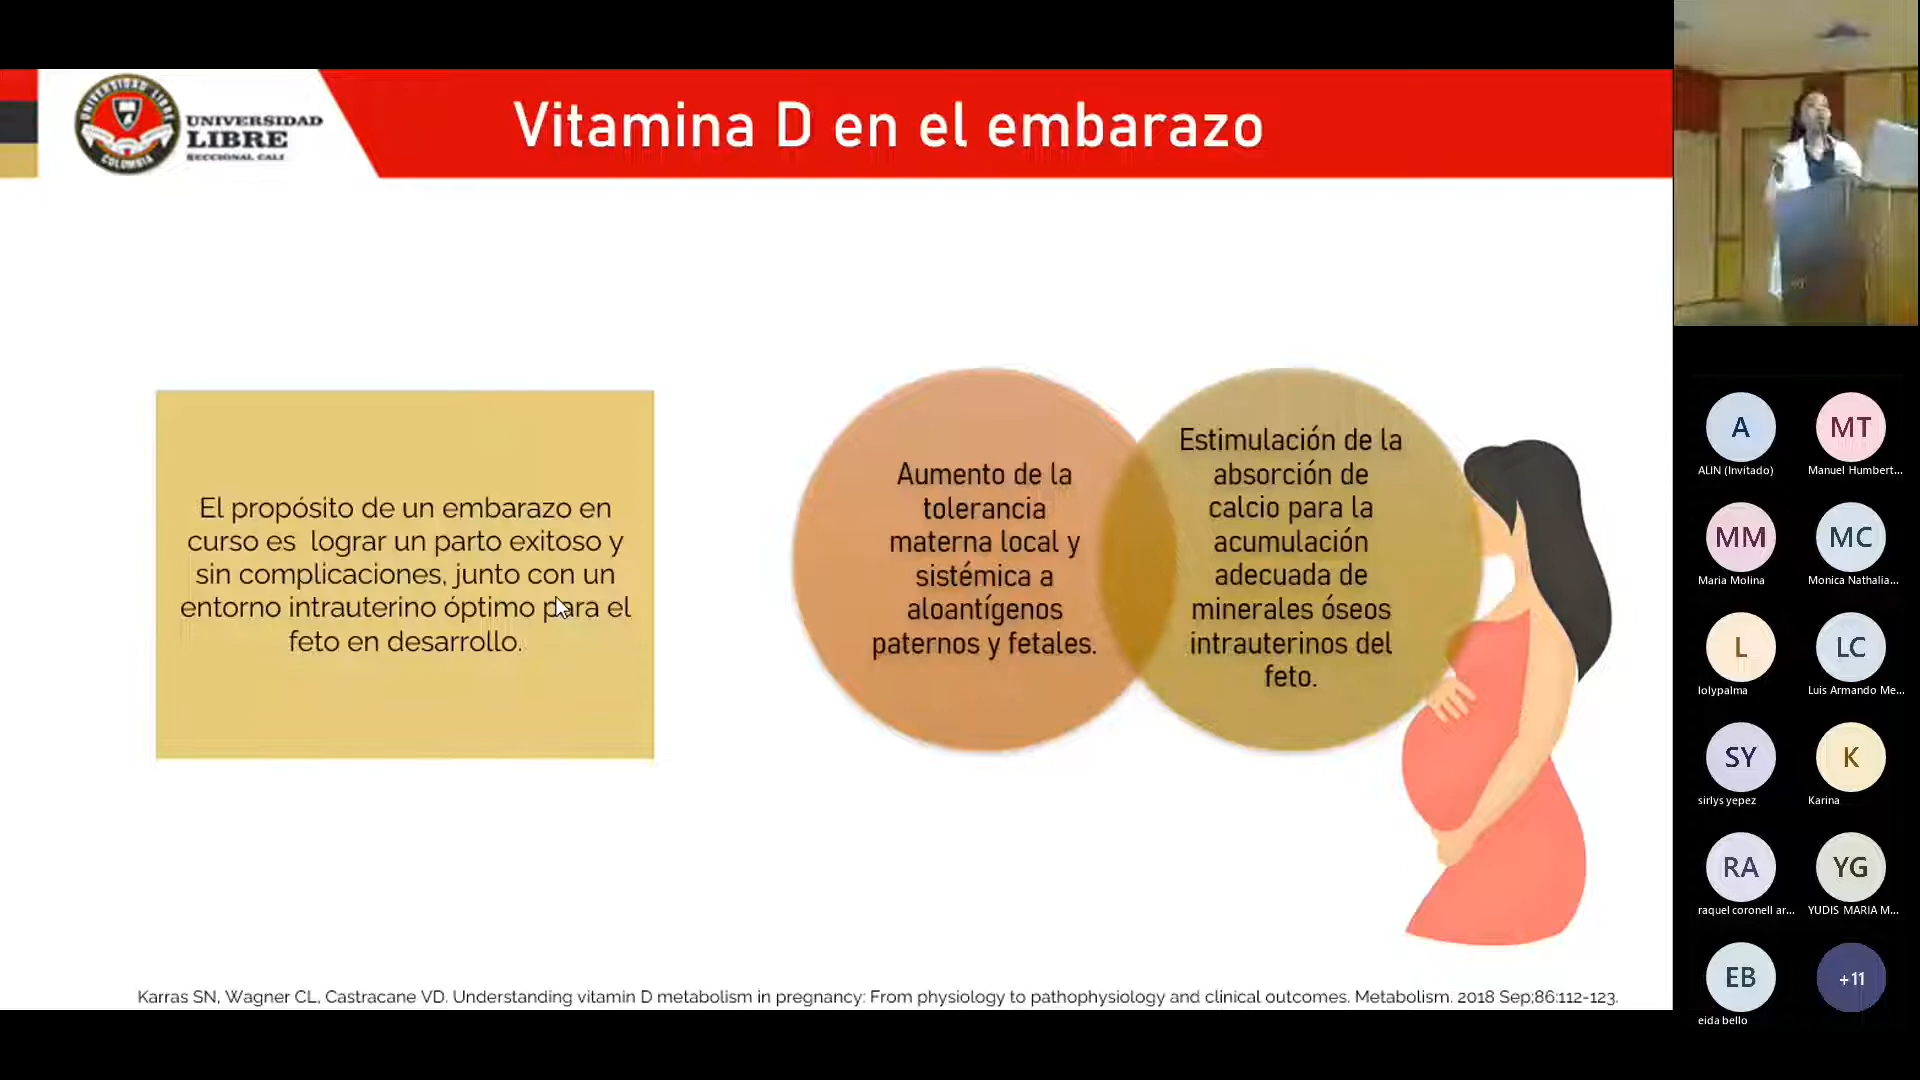 UNIVERSIDAD LIBRE
COLOMBIA
UNIVERSIDAD
LIBRE
SECCIONAL CALI
Vitamina D en el embarazo
El propósito de un embarazo en
curso es lograr un parto exitoso y
sin complicaciones, junto con un
entorno intrauterino óptimo para el
feto en desarrollo.
Aumento de la
tolerancia
materna local y
sistémica a
aloantígenos
paternos y fetales.
Estimulación de la
absorción de
calcio para la
acumulación
adecuada de
minerales óseos
intrauterinos del
feto.
Karras SN, Wagner CL, Castracane VD. Understanding vitamin D metabolism in pregnancy: From physiology to pathophysiology and clinical outcomes. Metabolism. 2018 Sep;86:112-123.
A
ALIN (Invitado)
MT
Manuel Humbert...
MM
Maria Molina
MC
Monica Nathalia...
L
lolypalma
LC
Luis Armando Me...
SY
sirlys yepez
K
Karina
RA
raquel coronell ar...
YG
YUDIS MARIA M...
EB
eida bello
+11